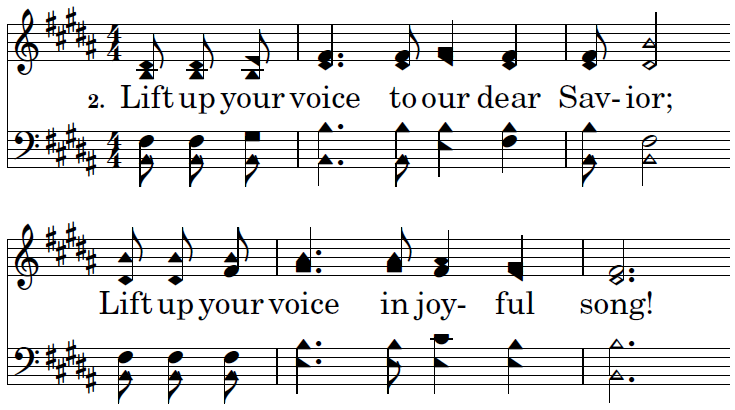 2. Lift up your voice to our dear Sav- ior;
Lift up your voice in joy- ful song!